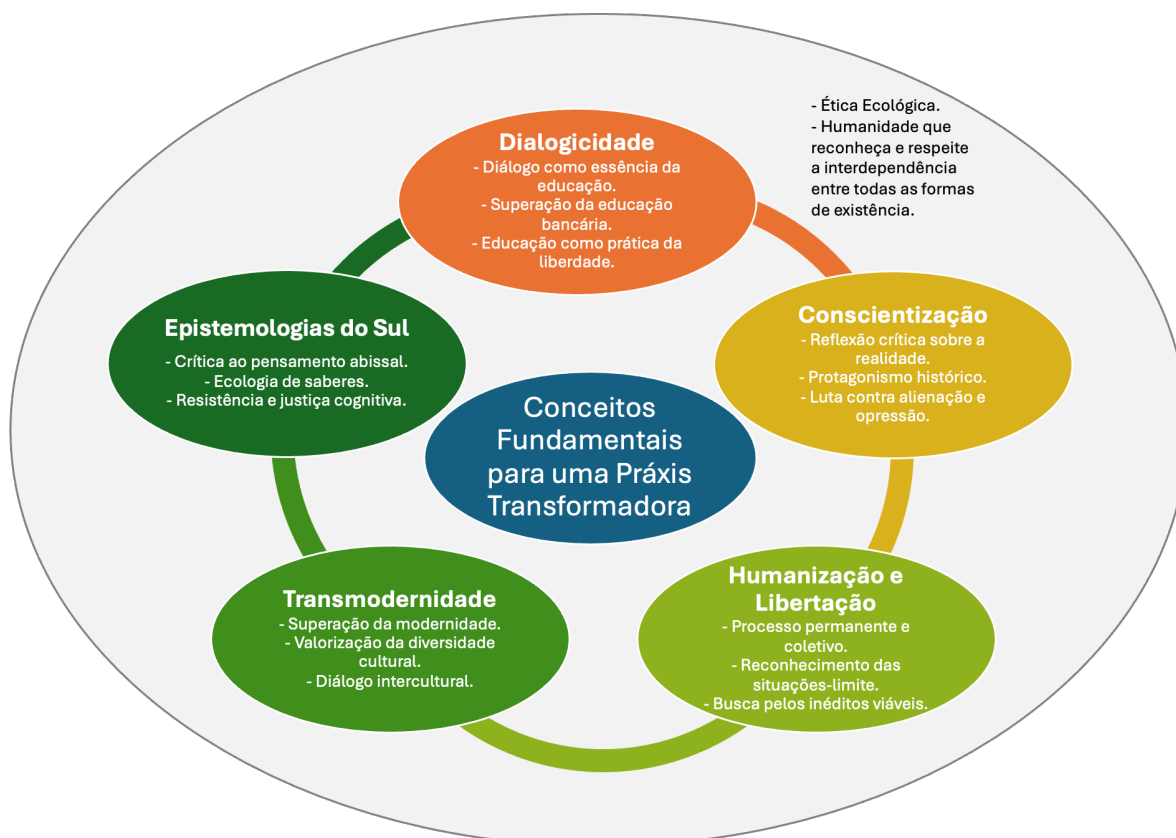 - Ética Ecológica.
- Humanidade que
reconheça e respeite
a interdependência
entre todas as formas
de existência.
Dialogicidade
- Diálogo como essência da
educação.
- Superação da educação
bancária.
- Educação como prática da
liberdade.
Conscientização
- Reflexão crítica sobre a
realidade.
- Protagonismo histórico.
- Luta contra alienação e
opressão.
Humanização e
Libertação
- Processo permanente e
coletivo.
- Reconhecimento das
situações-limite.
- Busca pelos inéditos viáveis.
Transmodernidade
- Superação da modernidade.
- Valorização da diversidade
cultural.
- Diálogo intercultural.
Epistemologias do Sul
- Crítica ao pensamento abissal.
- Ecologia de saberes.
- Resistência e justiça cognitiva.
Conceitos
Fundamentais
para uma Práxis
Transformadora